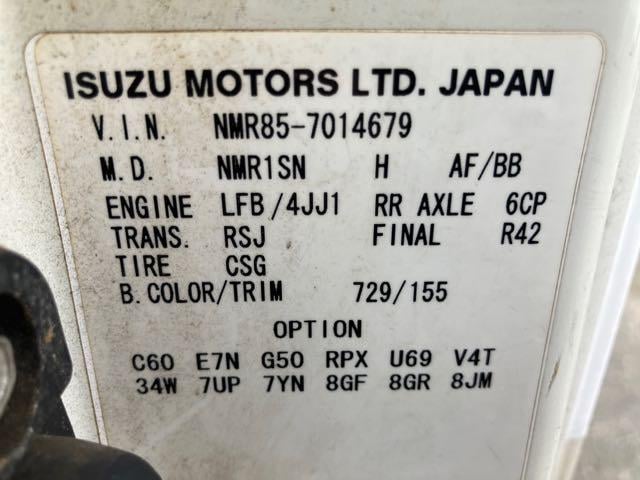 ISUZU MOTORS LTD. JAPAN
V.I.N. NMR85-7014679
M.D. NMR1SN H AF/BB
ENGINE LFB/4JJ1 RR AXLE 6CP
TRANS. RSJ FINAL R42
TIRE CSG
B.COLOR/TRIM 729/155
OPTION
C60 E7N G50 RPX U69 V4T
34W 7UP 7YN 8GF 8GR 8JM